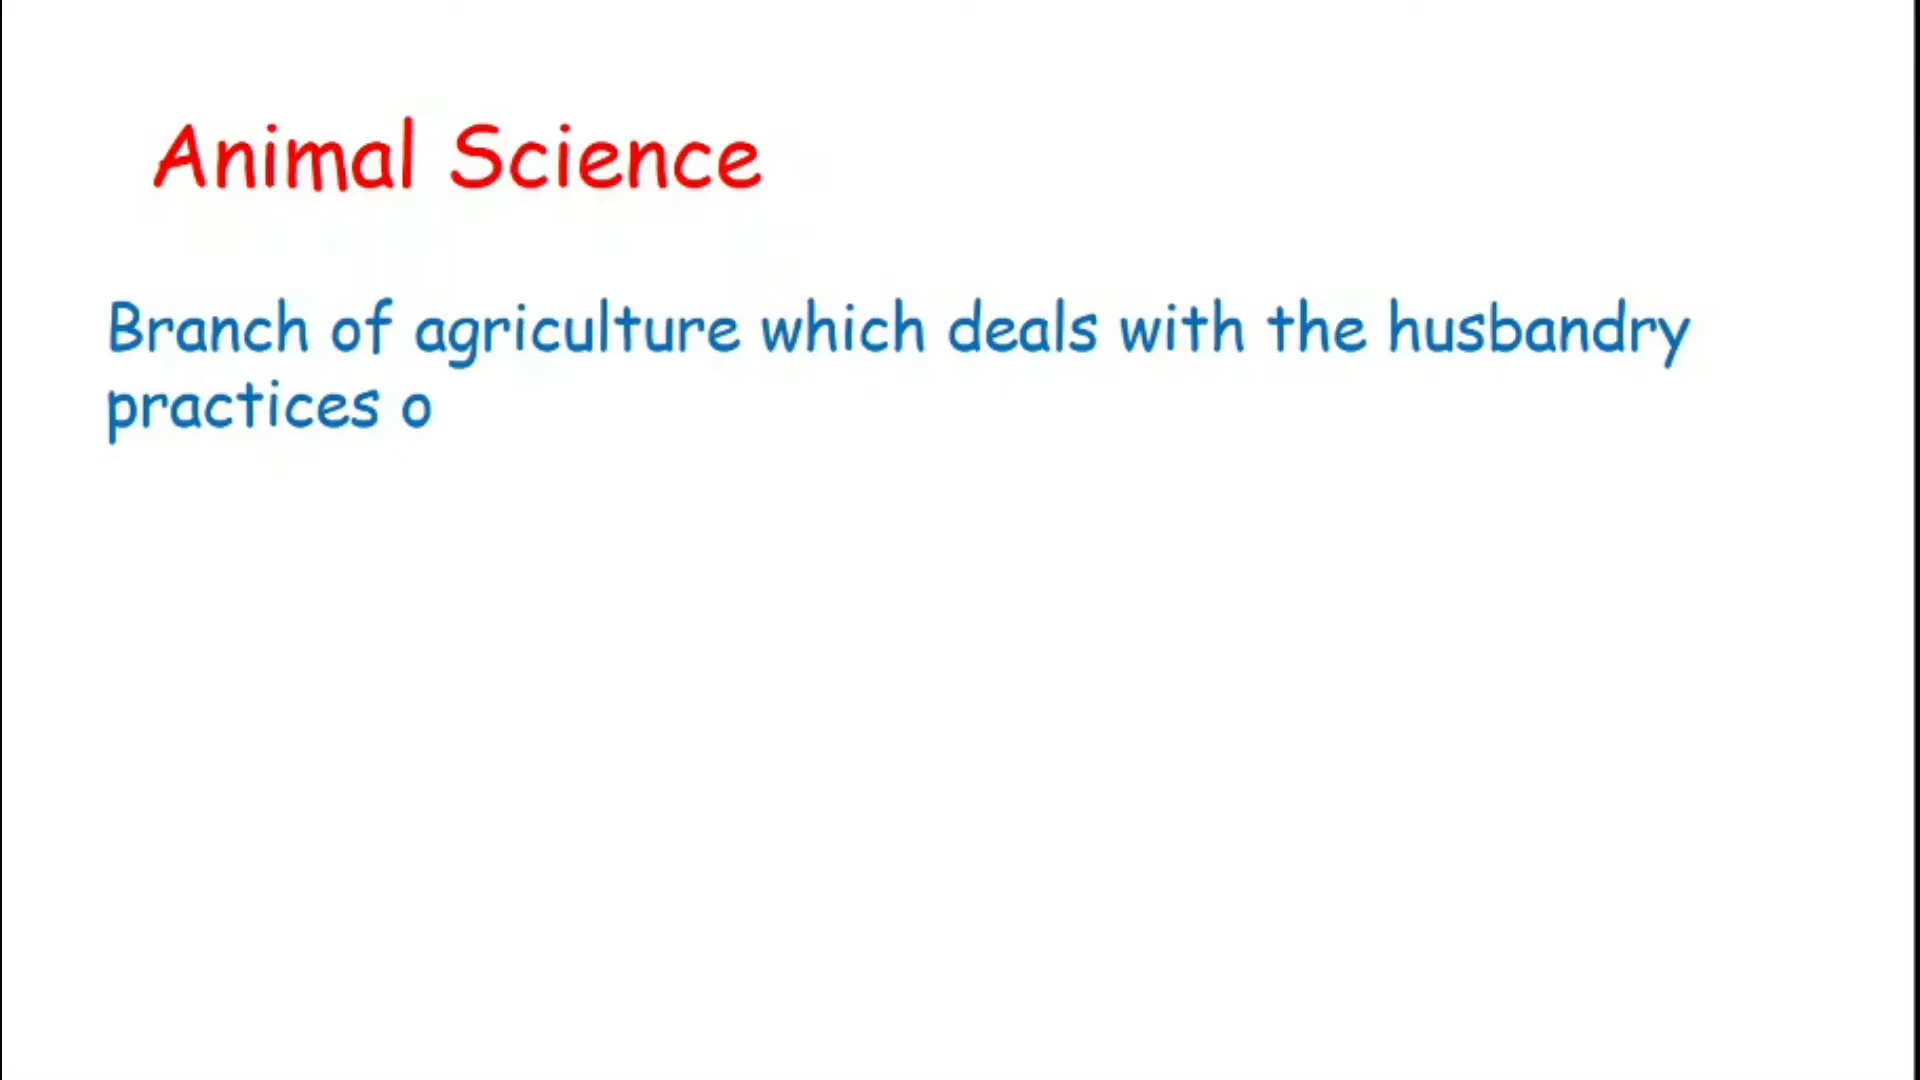 Animal Science
Branch of agriculture which deals with the husbandry
practices o